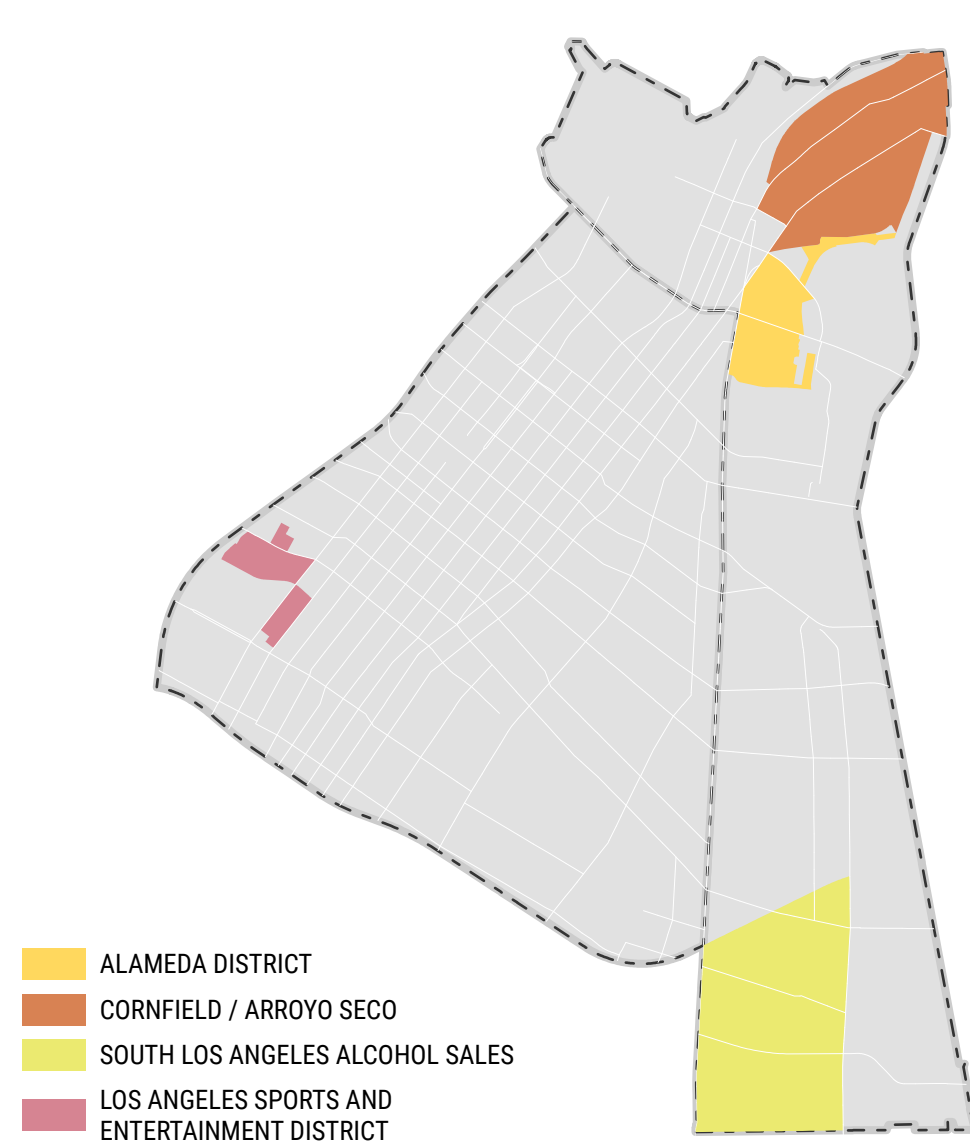 ALAMEDA DISTRICT
CORNFIELD / ARROYO SECO
SOUTH LOS ANGELES ALCOHOL SALES
LOS ANGELES SPORTS AND
ENTERTAINMENT DISTRICT